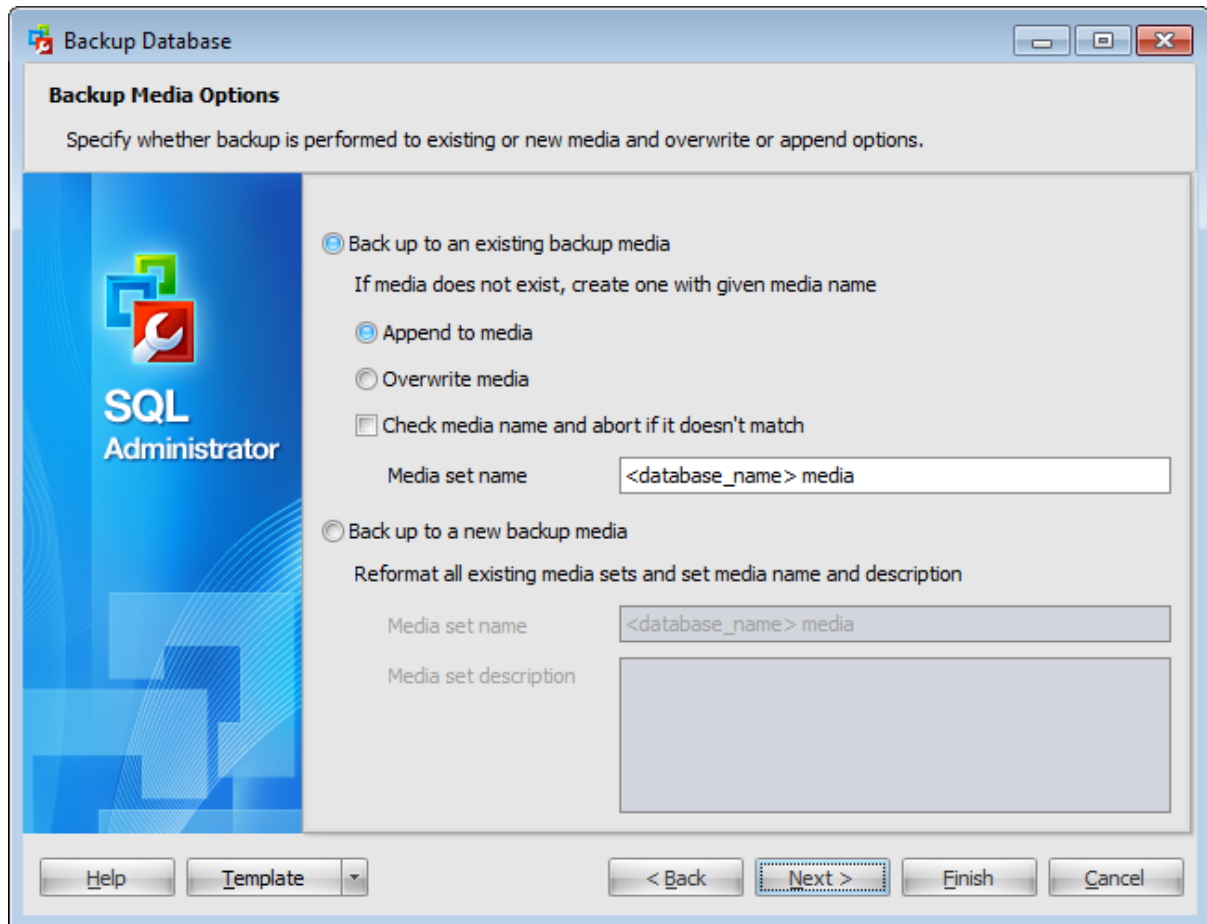 Backup Database
Backup Media Options
Specify whether backup is performed to existing or new media and overwrite or append options.
SQL
Administrator
Back up to an existing backup media
If media does not exist, create one with given media name
Append to media
Overwrite media
Check media name and abort if it doesn't match
Media set name <database_name> media
Back up to a new backup media
Reformat all existing media sets and set media name and description
Media set name <database_name> media
Media set description
Help Template < Back Next > Finish Cancel